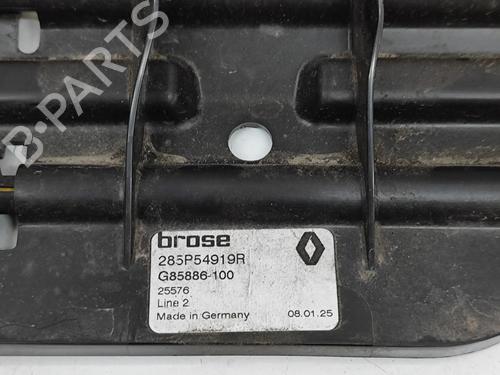 B-PARTS
brose
285P54919R
G85886-100
25576
Line 2
Made in Germany 08.01.25